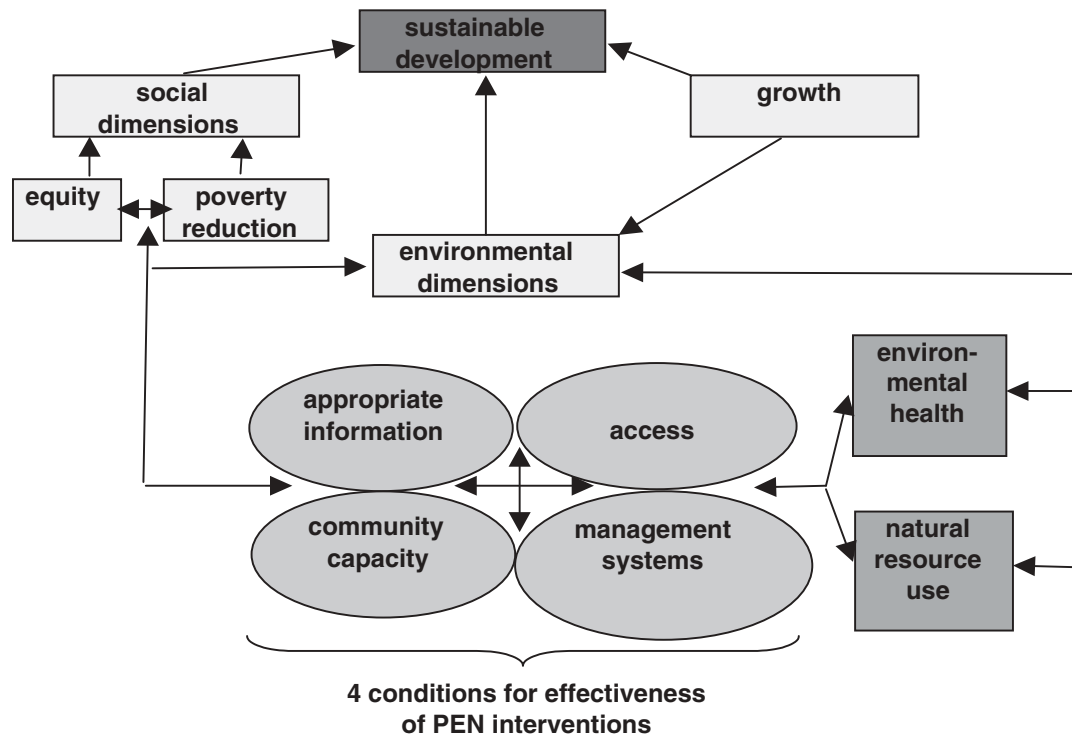 sustainable
development
social
dimensions
growth
equity
poverty
reduction
environmental
dimensions
environ-
mental
health
appropriate
information
access
community
capacity
management
systems
natural
resource
use
4 conditions for effectiveness
of PEN interventions